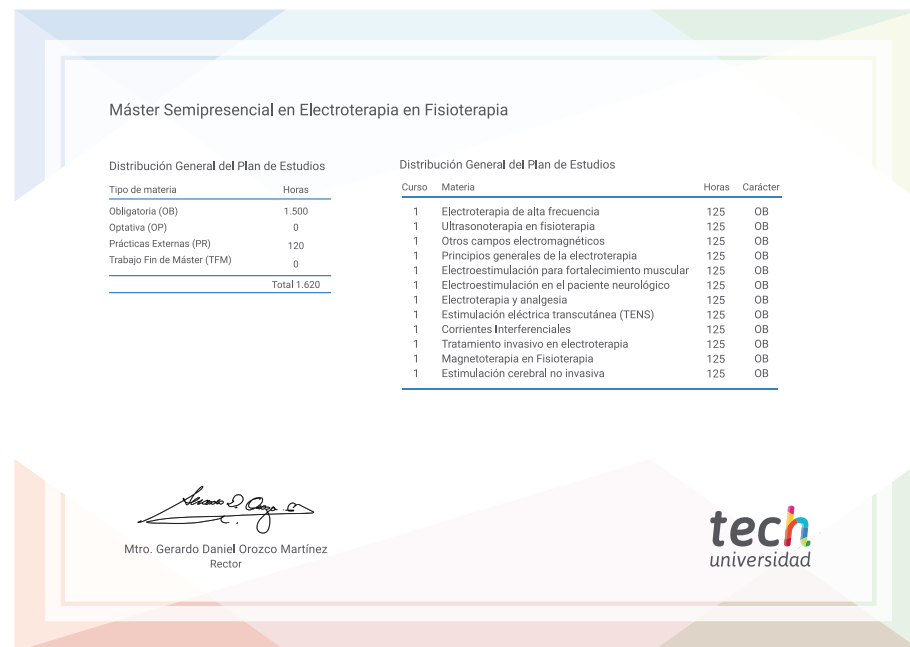 Máster Semipresencial en Electroterapia en Fisioterapia
Distribución General del Plan de Estudios
Tipo de materia Horas
Obligatoria (OB) 1.500
Optativa (OP) 0
Prácticas Externas (PR) 120
Trabajo Fin de Máster (TFM) 0
Total 1.620
Distribución General del Plan de Estudios
Curso Materia Horas Carácter
1 Electroterapia de alta frecuencia 125 OB
1 Ultrasonoterapia en fisioterapia 125 OB
1 Otros campos electromagnéticos 125 OB
1 Principios generales de la electroterapia 125 OB
1 Electroestimulación para fortalecimiento muscular 125 OB
1 Electroestimulación en el paciente neurológico 125 OB
1 Electroterapia y analgesia 125 OB
1 Estimulación eléctrica transcutánea (TENS) 125 OB
1 Corrientes Interferenciales 125 OB
1 Tratamiento invasivo en electroterapia 125 OB
1 Magnetoterapia en Fisioterapia 125 OB
1 Estimulación cerebral no invasiva 125 OB
Mtro. Gerardo Daniel Orozco Martínez
Rector
tech
universidad